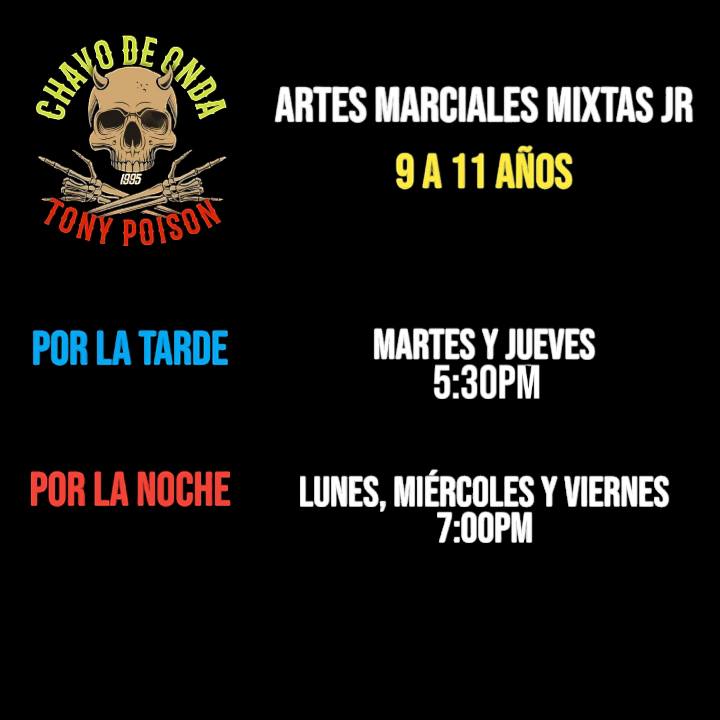 CHAVO DE ONDA
1995
TONY POISON
ARTES MARCIALES MIXTAS JR
9 A 11 AÑOS
POR LA TARDE
MARTES Y JUEVES
5:30PM
POR LA NOCHE
LUNES, MIÉRCOLES Y VIERNES
7:00PM